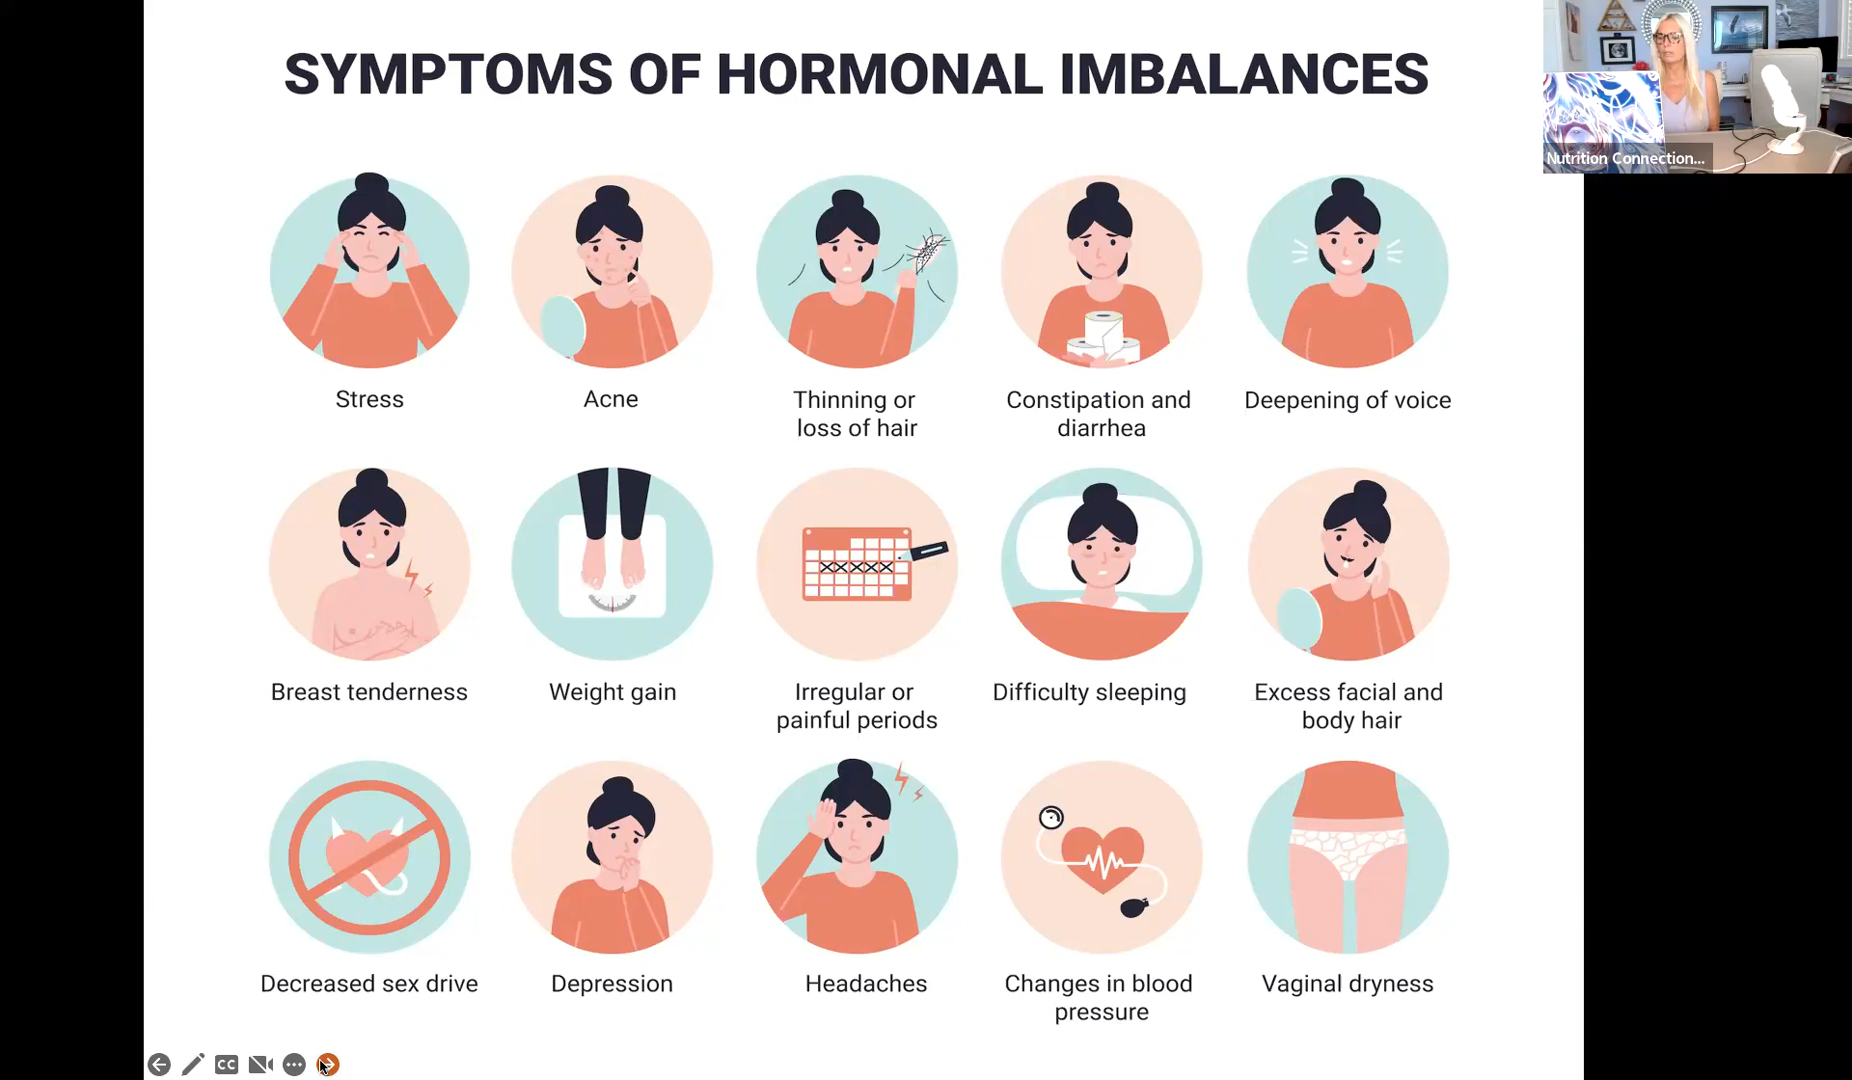 SYMPTOMS OF HORMONAL IMBALANCES
Nutrition Connection...
Stress
Acne
Thinning or
loss of hair
Constipation and
diarrhea
Deepening of voice
Breast tenderness
Weight gain
Irregular or
painful periods
Difficulty sleeping
Excess facial and
body hair
Decreased sex drive
Depression
Headaches
Changes in blood
pressure
Vaginal dryness
CC